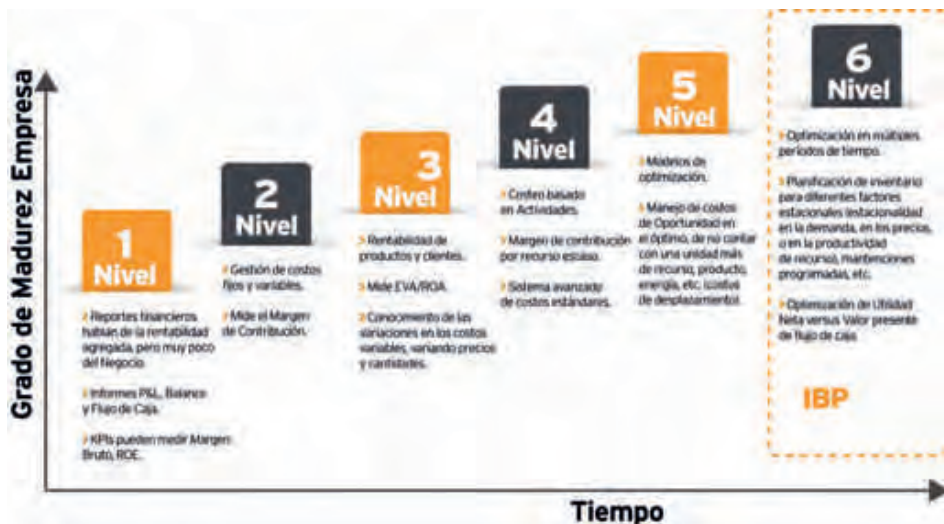 Grado de Madurez Empresa
1
Nivel
> Reportes financieros
hablan de la rentabilidad
agregada, pero muy poco
del Negocio.
> Informes P&L, Balance
y Flujo de Caja.
> KPIs pueden medir Margen
Bruto, ROE.
2
Nivel
> Gestión de costos
fijos y variables.
> Mide el Margen
de Contribución.
3
Nivel
> Rentabilidad de
productos y clientes.
> Mide EVA/ROA.
> Conocimiento de las
variaciones en los costos
variables, variando precios
y cantidades.
4
Nivel
> Costeo basado
en Actividades.
> Margen de contribución
por recurso escaso.
> Sistema avanzado
de costos estándares.
5
Nivel
> Modelos de
optimización.
> Manejo de costos
de Oportunidad en
el óptimo, de no contar
con una unidad más
de recurso, producto,
energía, etc. (costos
de desplazamiento).
6
Nivel
> Optimización en múltiples
períodos de tiempo.
> Planificación de inventario
para diferentes factores
estacionales (estacionalidad
en la demanda, en los precios,
o en la productividad
de recurso, mantenciones
programadas, etc.
> Optimización de Utilidad
Neta versus Valor presente
de flujo de caja
IBP
Tiempo